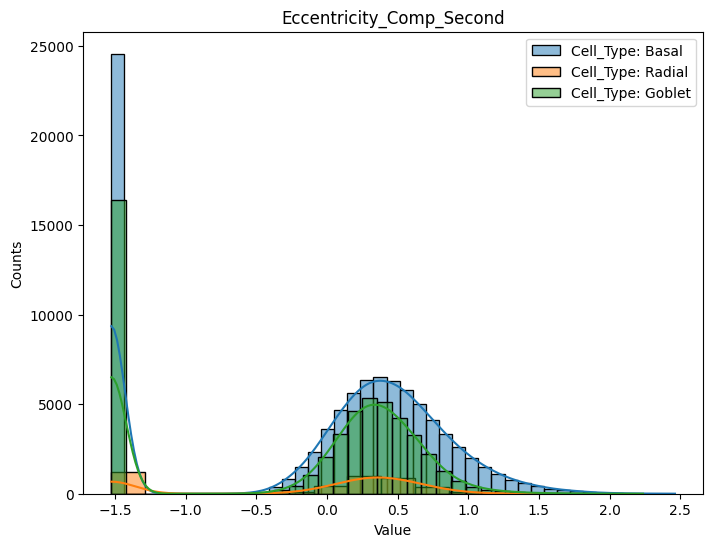 Eccentricity_Comp_Second
Cell_Type: Basal
Cell_Type: Radial
Cell_Type: Goblet
25000
20000
15000
10000
5000
0
Counts
−1.5 −1.0 −0.5 0.0 0.5 1.0 1.5 2.0 2.5
Value